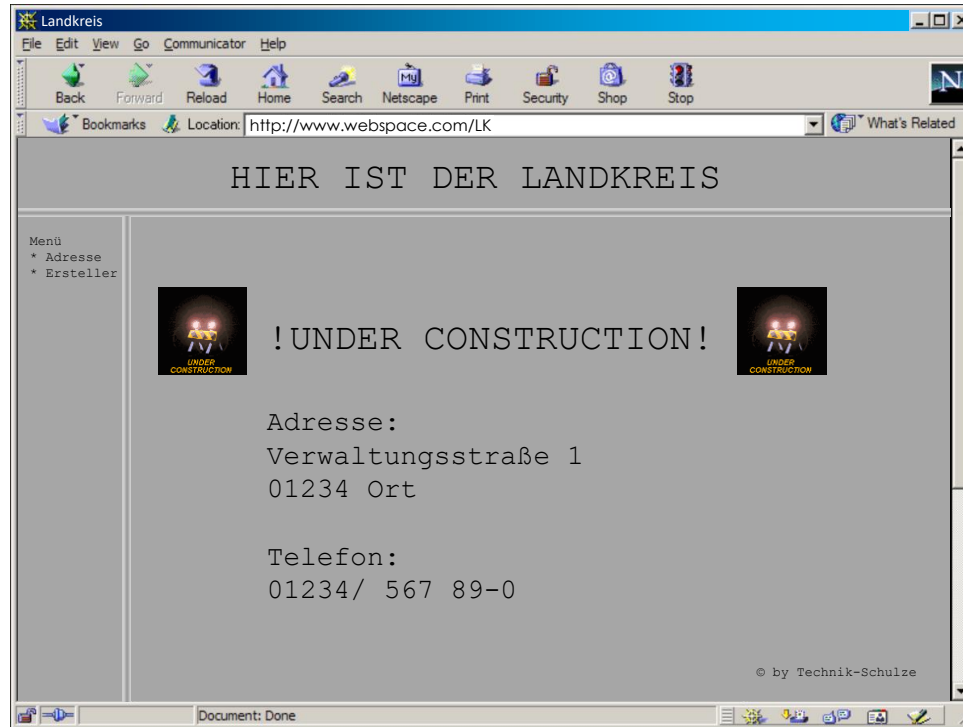 Landkreis
File Edit View Go Communicator Help
Back Forward Reload Home Search Netscape Print Security Shop Stop
My
N
Bookmarks Location: http://www.webspace.com/LK What's Related
HIER IST DER LANDKREIS
Menü
* Adresse
* Ersteller
!UNDER CONSTRUCTION!
UNDER
CONSTRUCTION
UNDER
CONSTRUCTION
Adresse:
Verwaltungsstraße 1
01234 Ort
Telefon:
01234/ 567 89-0
© by Technik-Schulze
Document: Done